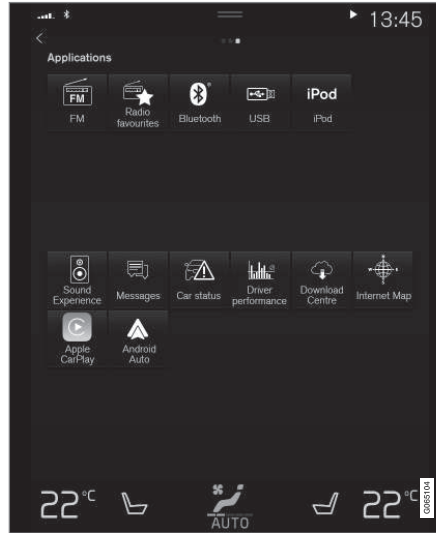 13:45
Applications
FM
FM
Radio
favourites
Bluetooth
USB
iPod
iPod
Sound
Experience
Messages
Car status
Driver
performance
Download
Centre
Internet Map
Apple
CarPlay
Android
Auto
22°C
AUTO
22°C
G065104